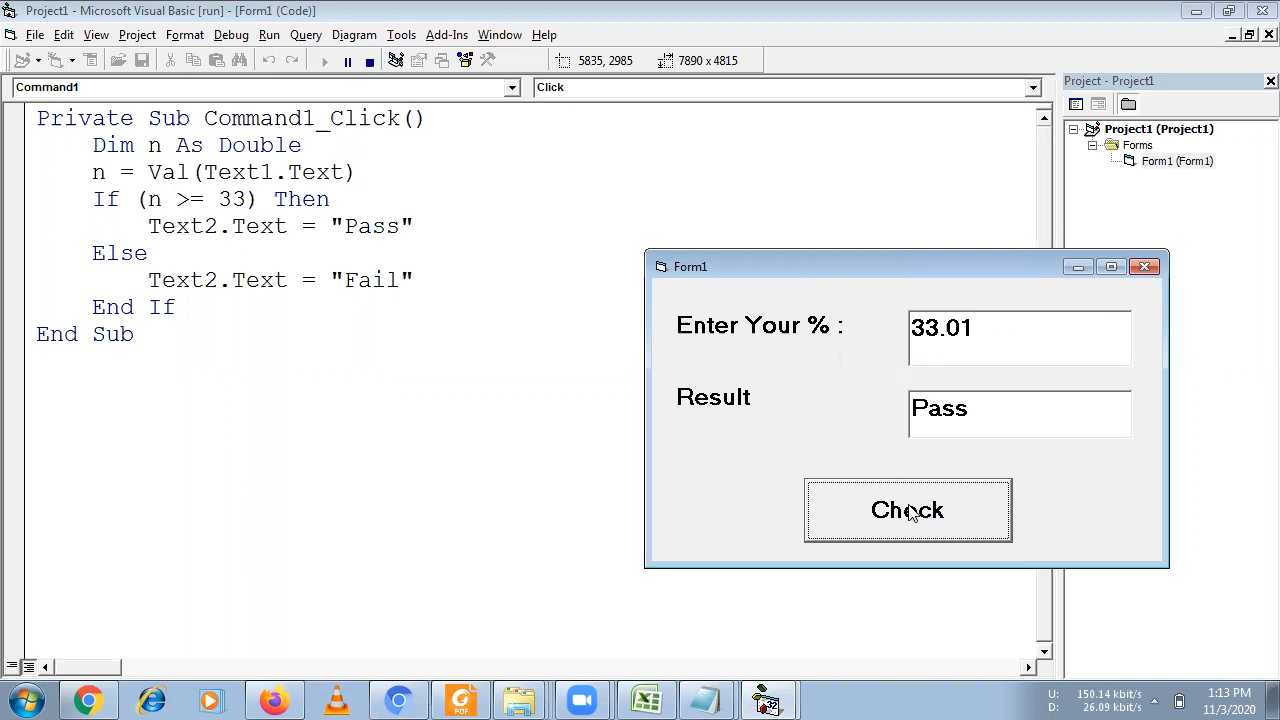 Project1 - Microsoft Visual Basic [run] - [Form1 (Code)]
File Edit View Project Format Debug Run Query Diagram Tools Add-Ins Window Help
5835, 2985 7890 x 4815
Command1 Click
Project - Project1
Private Sub Command1_Click()
Dim n As Double
n = Val(Text1.Text)
If (n >= 33) Then
Text2.Text = "Pass"
Else
Text2.Text = "Fail"
End If
End Sub
Project1 (Project1)
Forms
Form1 (Form1)
Form1
Enter Your % : 33.01
Result Pass
Check
PDF
32
U: 150.14 kbit/s
D: 26.09 kbit/s
1:13 PM
11/3/2020